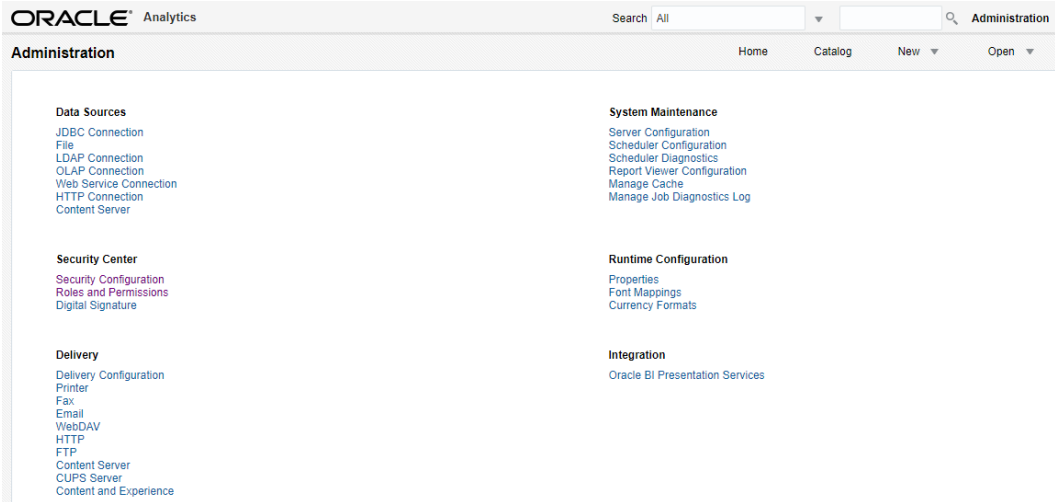 ORACLE® Analytics
Search All
Administration
Administration
Home
Catalog
New
Open
Data Sources
JDBC Connection
File
LDAP Connection
OLAP Connection
Web Service Connection
HTTP Connection
Content Server
System Maintenance
Server Configuration
Scheduler Configuration
Scheduler Diagnostics
Report Viewer Configuration
Manage Cache
Manage Job Diagnostics Log
Security Center
Security Configuration
Roles and Permissions
Digital Signature
Runtime Configuration
Properties
Font Mappings
Currency Formats
Delivery
Delivery Configuration
Printer
Fax
Email
WebDAV
HTTP
FTP
Content Server
CUPS Server
Content and Experience
Integration
Oracle BI Presentation Services